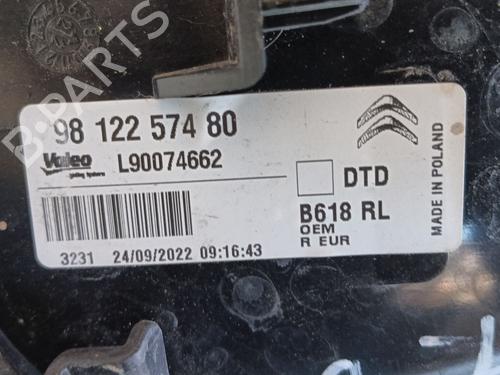 B-PARTS
98 122 574 80
Valeo
L90074662
DTD
B618 RL
OEM
R EUR
3231 24/09/2022 09:16:43
MADE IN POLAND